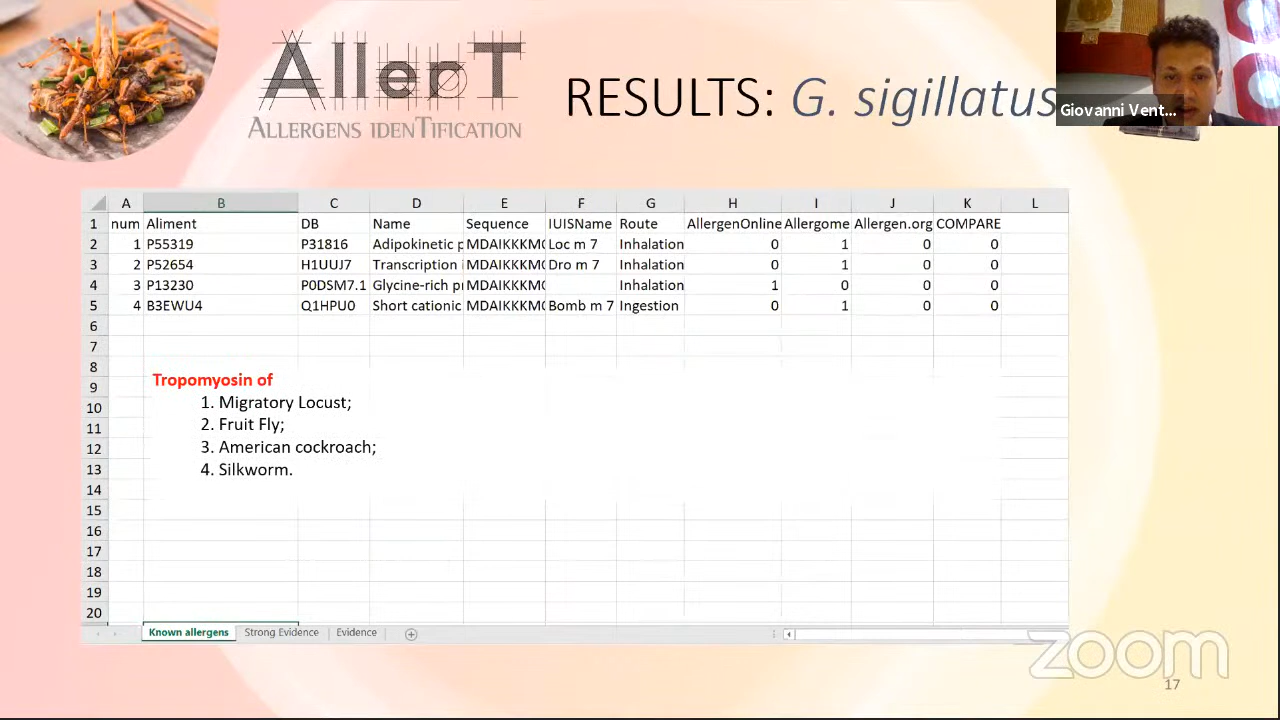 AllerT
ALLERGENS IDENTIFICATION
RESULTS: G. sigillatus
Giovanni Vent...
A B C D E F G H I J K L
1 num Aliment DB Name Sequence IUISName Route AllergenOnline Allergome Allergen.org COMPARE
2 1 P55319 P31816 Adipokinetic p MDAIKKKM Loc m 7 Inhalation 0 1 0 0
3 2 P52654 H1UUJ7 Transcription i MDAIKKKM Dro m 7 Inhalation 0 1 0 0
4 3 P13230 P0DSM7.1 Glycine-rich pr MDAIKKKM Inhalation 1 0 0 0
5 4 B3EWU4 Q1HPU0 Short cationic MDAIKKKM Bomb m 7 Ingestion 0 1 0 0
6
7
8
9
10
11
12
13
14
15
16
17
18
19
20
Tropomyosin of
1. Migratory Locust;
2. Fruit Fly;
3. American cockroach;
4. Silkworm.
Known allergens Strong Evidence Evidence
zoom
17